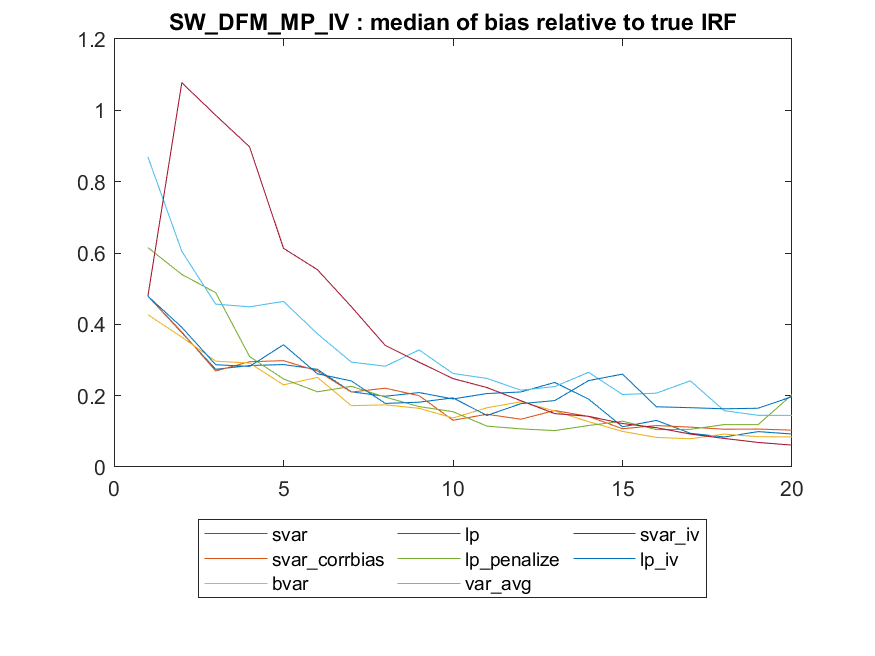 SW_DFM_MP_IV : median of bias relative to true IRF
1.2
1
0.8
0.6
0.4
0.2
0
0 5 10 15 20
svar lp svar_iv
svar_corrbias lp_penalize lp_iv
bvar var_avg